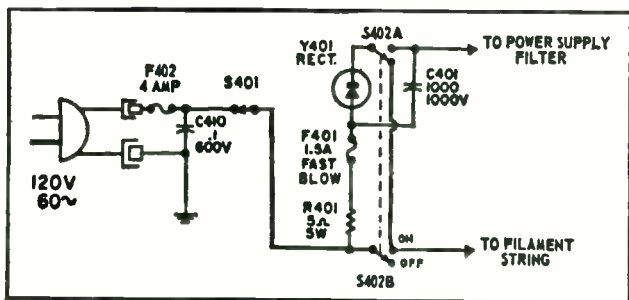 S402A
Y401
RECT.
TO POWER SUPPLY
FILTER
F402
4 AMP
S401
C401
1000
1000V
C410
.1
600V
F401
1.5A
FAST
BLOW
120V
60~
R401
5Ω
5W
ON
OFF
TO FILAMENT
STRING
S402B